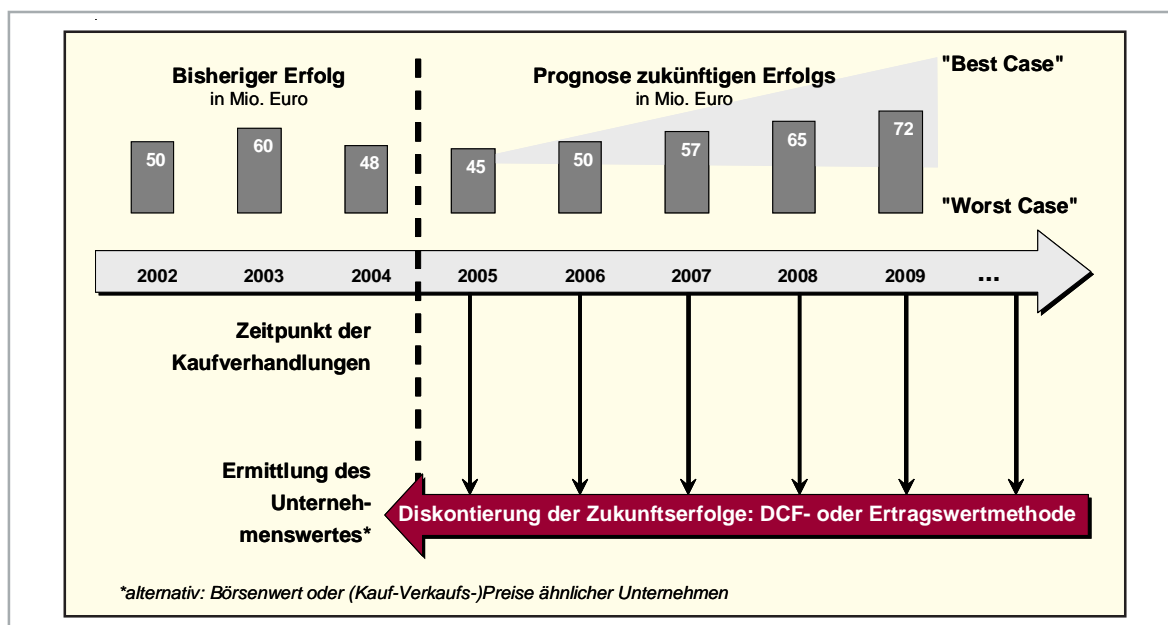 Bisheriger Erfolg
in Mio. Euro
Prognose zukünftigen Erfolgs
in Mio. Euro
"Best Case"
50
60
48
45
50
57
65
72
"Worst Case"
2002
2003
2004
2005
2006
2007
2008
2009
...
Zeitpunkt der
Kaufverhandlungen
Ermittlung des
Unterneh-
menswertes*
Diskontierung der Zukunftserfolge: DCF- oder Ertragswertmethode
*alternativ: Börsenwert oder (Kauf-Verkaufs-)Preise ähnlicher Unternehmen